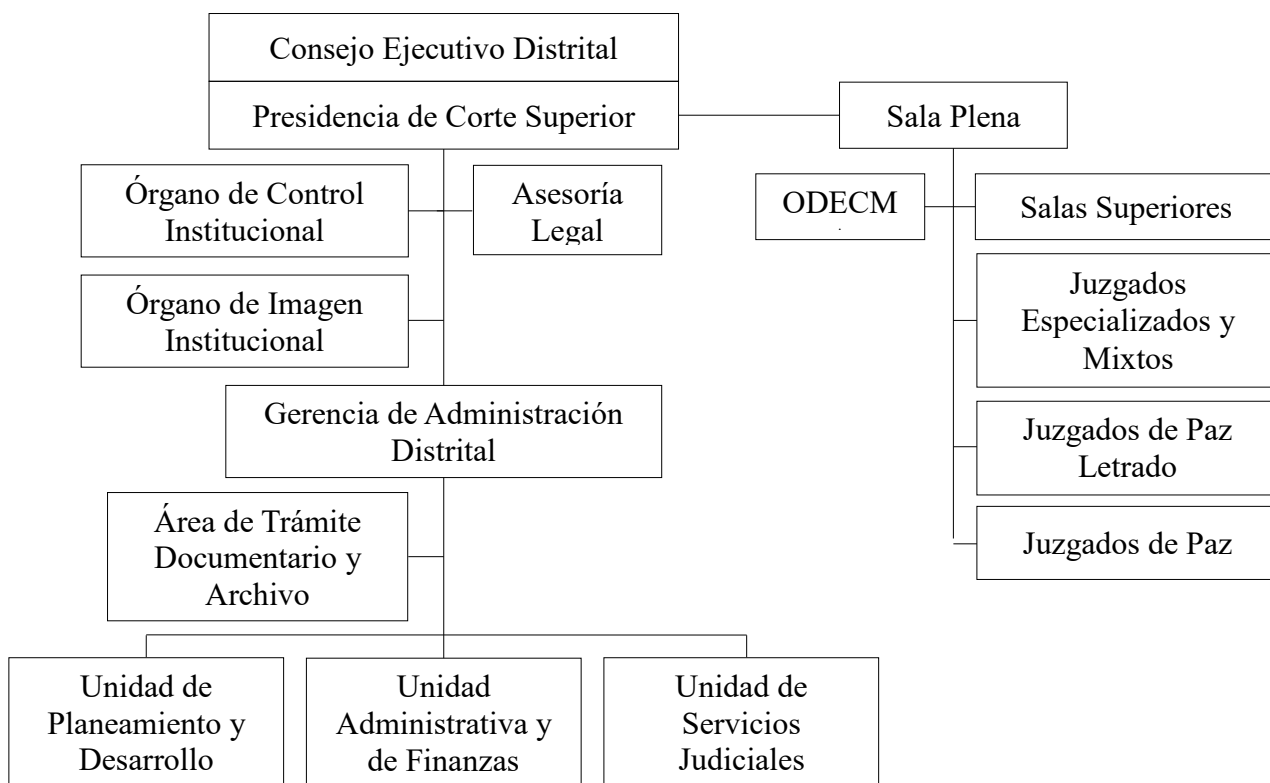 Consejo Ejecutivo Distrital
Presidencia de Corte Superior
Sala Plena
Órgano de Control
Institucional
Asesoría
Legal
ODECM
Salas Superiores
Órgano de Imagen
Institucional
Juzgados
Especializados y
Mixtos
Gerencia de Administración
Distrital
Juzgados de Paz
Letrado
Área de Trámite
Documentario y
Archivo
Juzgados de Paz
Unidad de
Planeamiento y
Desarrollo
Unidad
Administrativa y
de Finanzas
Unidad de
Servicios
Judiciales